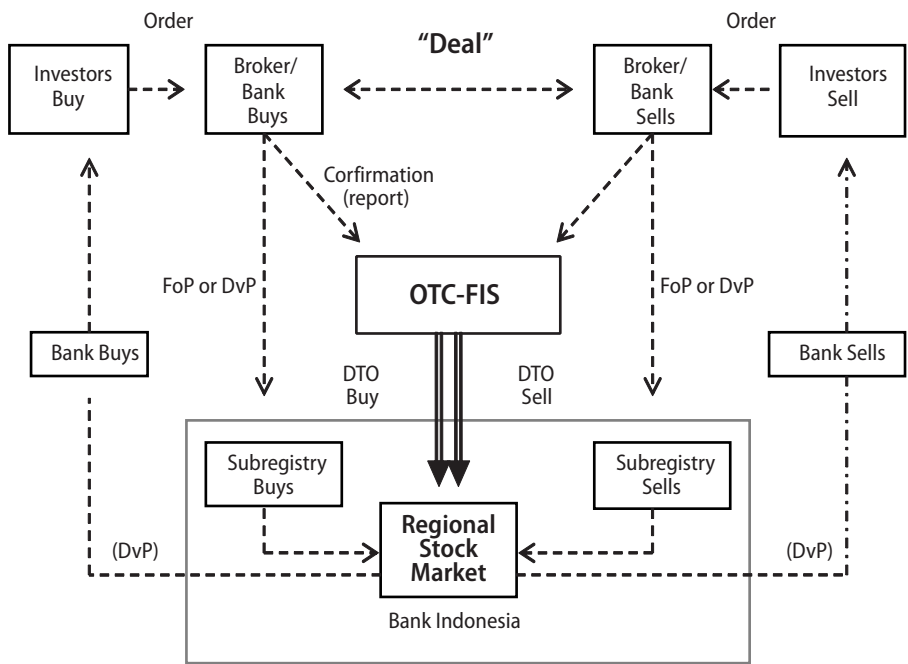 Order
Order
“Deal”
Investors
Buy
Broker/
Bank
Buys
Broker/
Bank
Sells
Investors
Sell
Confirmation
(report)
OTC-FIS
FoP or DvP
FoP or DvP
Bank Buys
Bank Sells
DTO
Buy
DTO
Sell
Subregistry
Buys
Subregistry
Sells
Regional
Stock
Market
(DvP)
(DvP)
Bank Indonesia